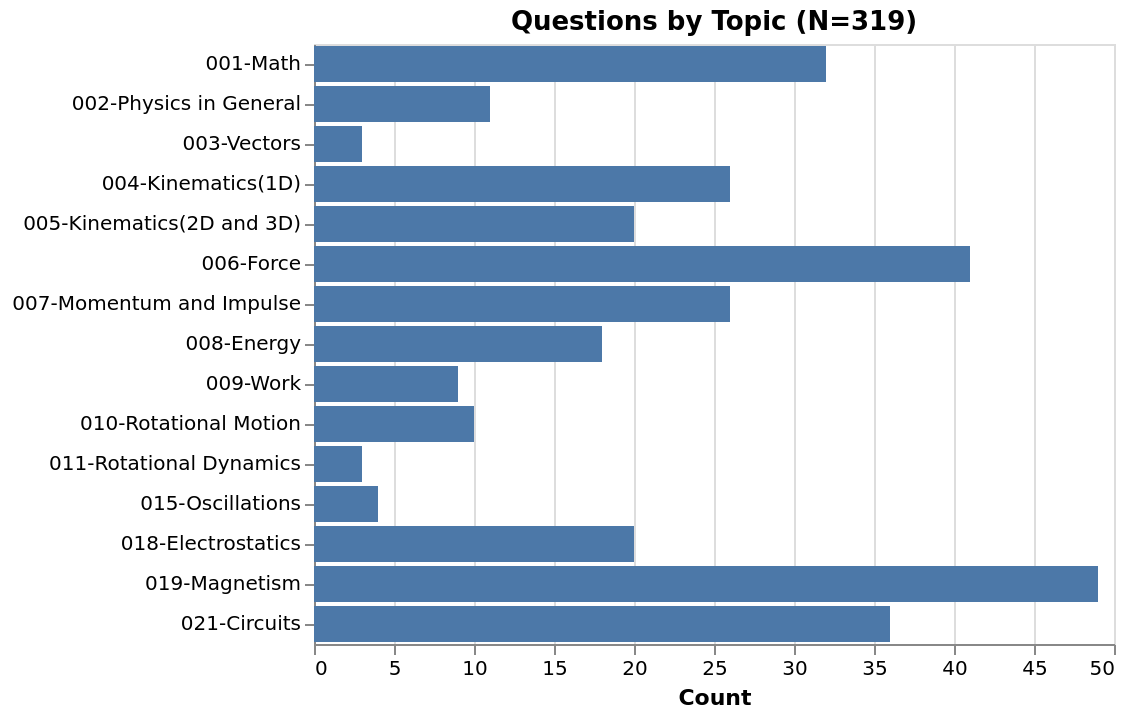 Questions by Topic (N=319)
001-Math
002-Physics in General
003-Vectors
004-Kinematics(1D)
005-Kinematics(2D and 3D)
006-Force
007-Momentum and Impulse
008-Energy
009-Work
010-Rotational Motion
011-Rotational Dynamics
015-Oscillations
018-Electrostatics
019-Magnetism
021-Circuits
0 5 10 15 20 25 30 35 40 45 50
Count